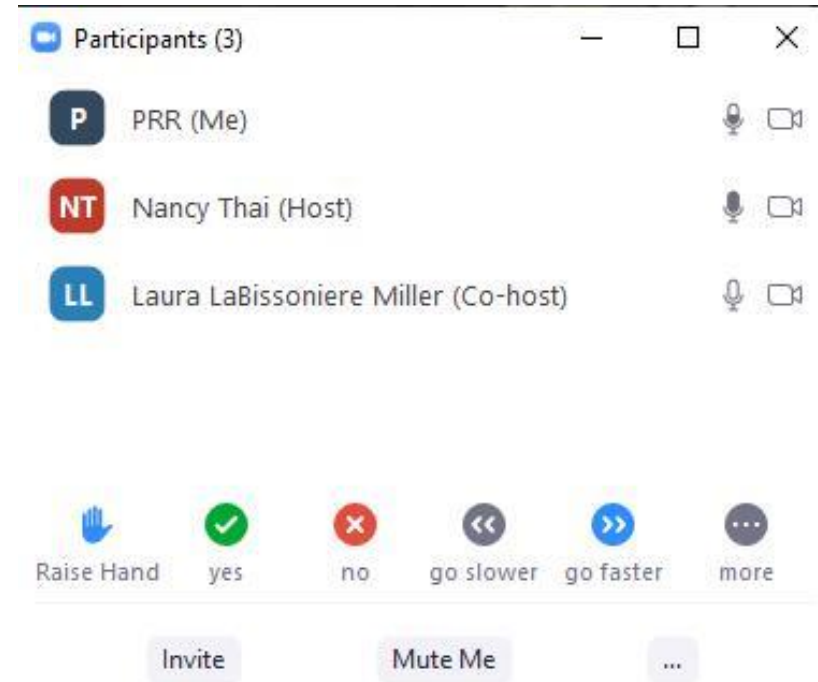 Participants (3)
P PRR (Me)
NT Nancy Thai (Host)
LL Laura LaBissoniere Miller (Co-host)
Raise Hand yes no go slower go faster more
Invite Mute Me ...